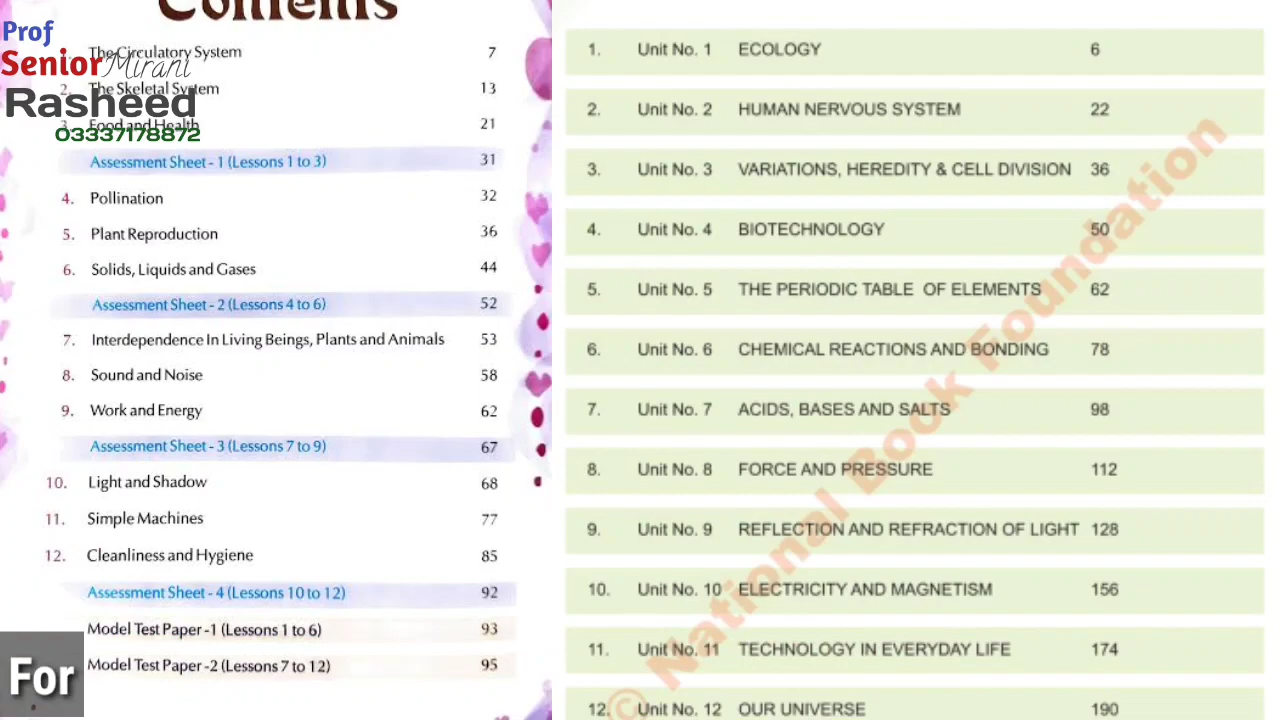 Contents
Prof
Senior Mirani
Rasheed
03337178872
The Circulatory System 7
2. The Skeletal System 13
3. Food and Health 21
Assessment Sheet - 1 (Lessons 1 to 3) 31
4. Pollination 32
5. Plant Reproduction 36
6. Solids, Liquids and Gases 44
Assessment Sheet - 2 (Lessons 4 to 6) 52
7. Interdependence In Living Beings, Plants and Animals 53
8. Sound and Noise 58
9. Work and Energy 62
Assessment Sheet - 3 (Lessons 7 to 9) 67
10. Light and Shadow 68
11. Simple Machines 77
12. Cleanliness and Hygiene 85
Assessment Sheet - 4 (Lessons 10 to 12) 92
Model Test Paper -1 (Lessons 1 to 6) 93
Model Test Paper -2 (Lessons 7 to 12) 95
For
1. Unit No. 1 ECOLOGY 6
2. Unit No. 2 HUMAN NERVOUS SYSTEM 22
3. Unit No. 3 VARIATIONS, HEREDITY & CELL DIVISION 36
4. Unit No. 4 BIOTECHNOLOGY 50
5. Unit No. 5 THE PERIODIC TABLE OF ELEMENTS 62
6. Unit No. 6 CHEMICAL REACTIONS AND BONDING 78
7. Unit No. 7 ACIDS, BASES AND SALTS 98
8. Unit No. 8 FORCE AND PRESSURE 112
9. Unit No. 9 REFLECTION AND REFRACTION OF LIGHT 128
10. Unit No. 10 ELECTRICITY AND MAGNETISM 156
11. Unit No. 11 TECHNOLOGY IN EVERYDAY LIFE 174
12. Unit No. 12 OUR UNIVERSE 190
© National Book Foundation